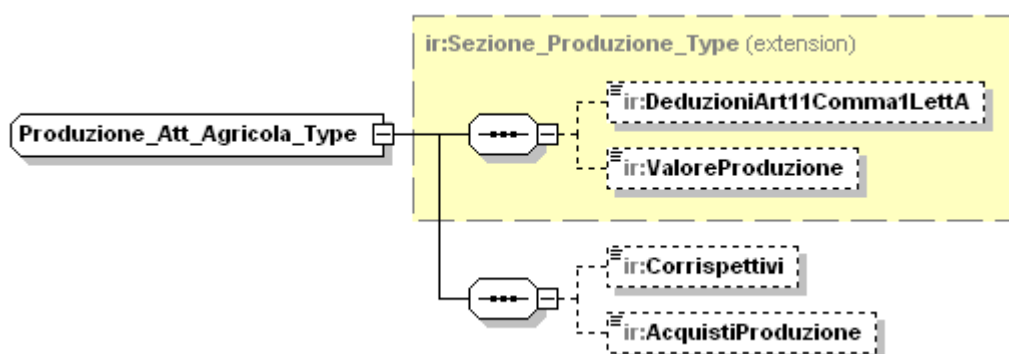 ir:Sezione_Produzione_Type (extension)
ir:DeduzioniArt11Comma1LettA
Produzione_Att_Agricola_Type
ir:ValoreProduzione
ir:Corrispettivi
ir:AcquistiProduzione